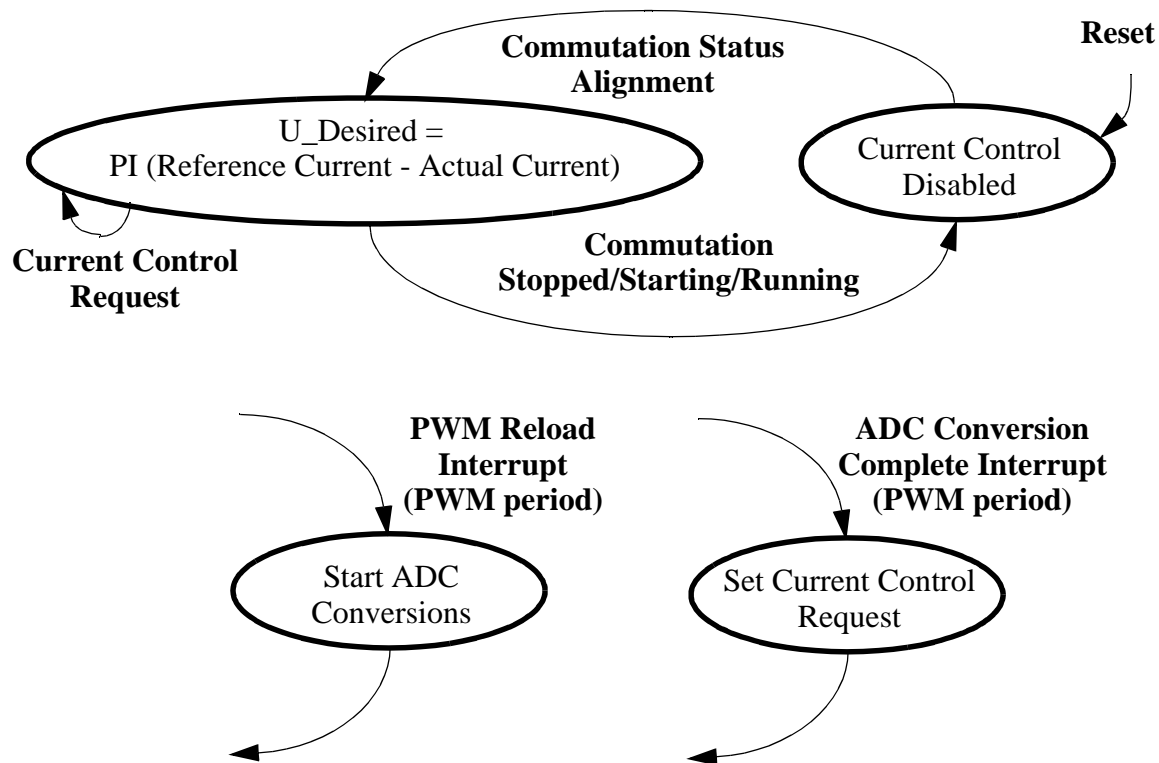 Commutation Status
Alignment
Reset
U_Desired =
PI (Reference Current - Actual Current)
Current Control
Disabled
Current Control
Request
Commutation
Stopped/Starting/Running
PWM Reload
Interrupt
(PWM period)
ADC Conversion
Complete Interrupt
(PWM period)
Start ADC
Conversions
Set Current Control
Request